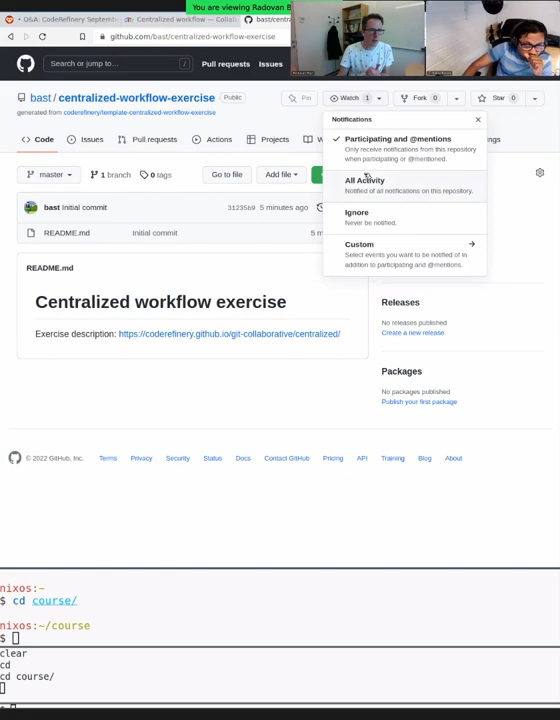 You are viewing Radovan B
Q&A: CodeRefinery Septemb
Centralized workflow — Collab
bast/centra
github.com/bast/centralized-workflow-exercise
Search or jump to…
/
Pull requests
Issues
bast / centralized-workflow-exercise
Public
generated from coderefinery/template-centralized-workflow-exercise
Pin
Watch 1
Fork 0
Star 0
Code
Issues
Pull requests
Actions
Projects
W
ngs
Notifications
Participating and @mentions
Only receive notifications from this repository
when participating or @mentioned.
All Activity
Notified of all notifications on this repository.
Ignore
Never be notified.
Custom
Select events you want to be notified of in
addition to participating and @mentions.
master
1 branch
0 tags
Go to file
Add file
bast Initial commit
31235b9 5 minutes ago
README.md
Initial commit
5 m
README.md
Centralized workflow exercise
Exercise description: https://coderefinery.github.io/git-collaborative/centralized/
Releases
No releases published
Create a new release
Packages
No packages published
Publish your first package
© 2022 GitHub, Inc.
Terms
Privacy
Security
Status
Docs
Contact GitHub
Pricing
API
Training
Blog
About
nixos:~
$ cd course/
nixos:~/course
$
clear
cd
cd course/